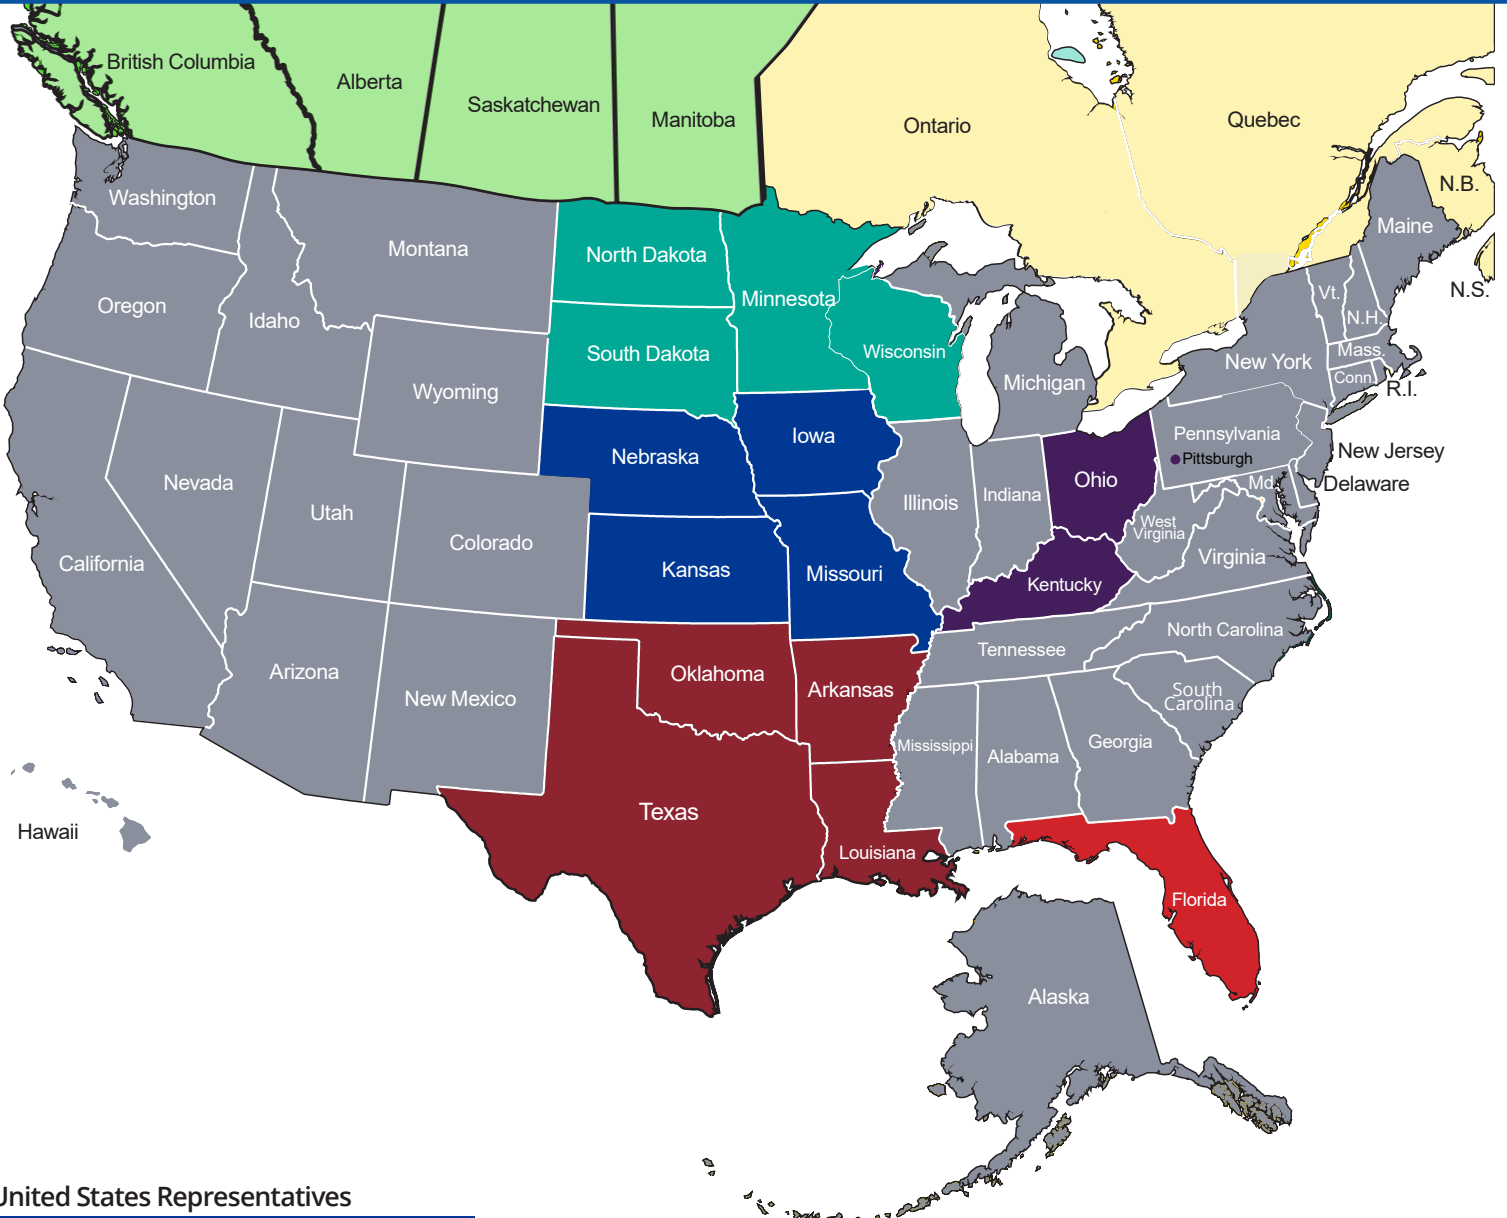 British Columbia
Alberta
Saskatchewan
Manitoba
Ontario
Quebec
N.B.
N.S.
Washington
Montana
North Dakota
Minnesota
Maine
Oregon
Idaho
South Dakota
Wisconsin
Vt.
N.H.
Wyoming
Michigan
New York
Mass.
Conn.
R.I.
Nebraska
Iowa
Pennsylvania
Pittsburgh
New Jersey
Delaware
Md.
Nevada
Utah
Colorado
Kansas
Missouri
Illinois
Indiana
Ohio
West
Virginia
Virginia
California
Kentucky
Arizona
New Mexico
Oklahoma
Arkansas
Tennessee
North Carolina
South
Carolina
Mississippi
Alabama
Georgia
Texas
Louisiana
Hawaii
Florida
Alaska
United States Representatives